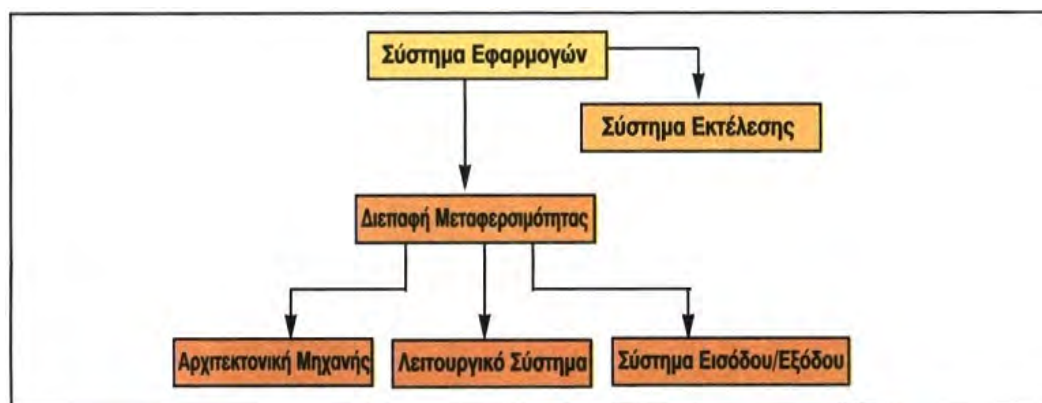 Σύστημα Εφαρμογών
Σύστημα Εκτέλεσης
Διεπαφή Μεταφερσιμότητας
Αρχιτεκτονική Μηχανής
Λειτουργικό Σύστημα
Σύστημα Εισόδου/Εξόδου